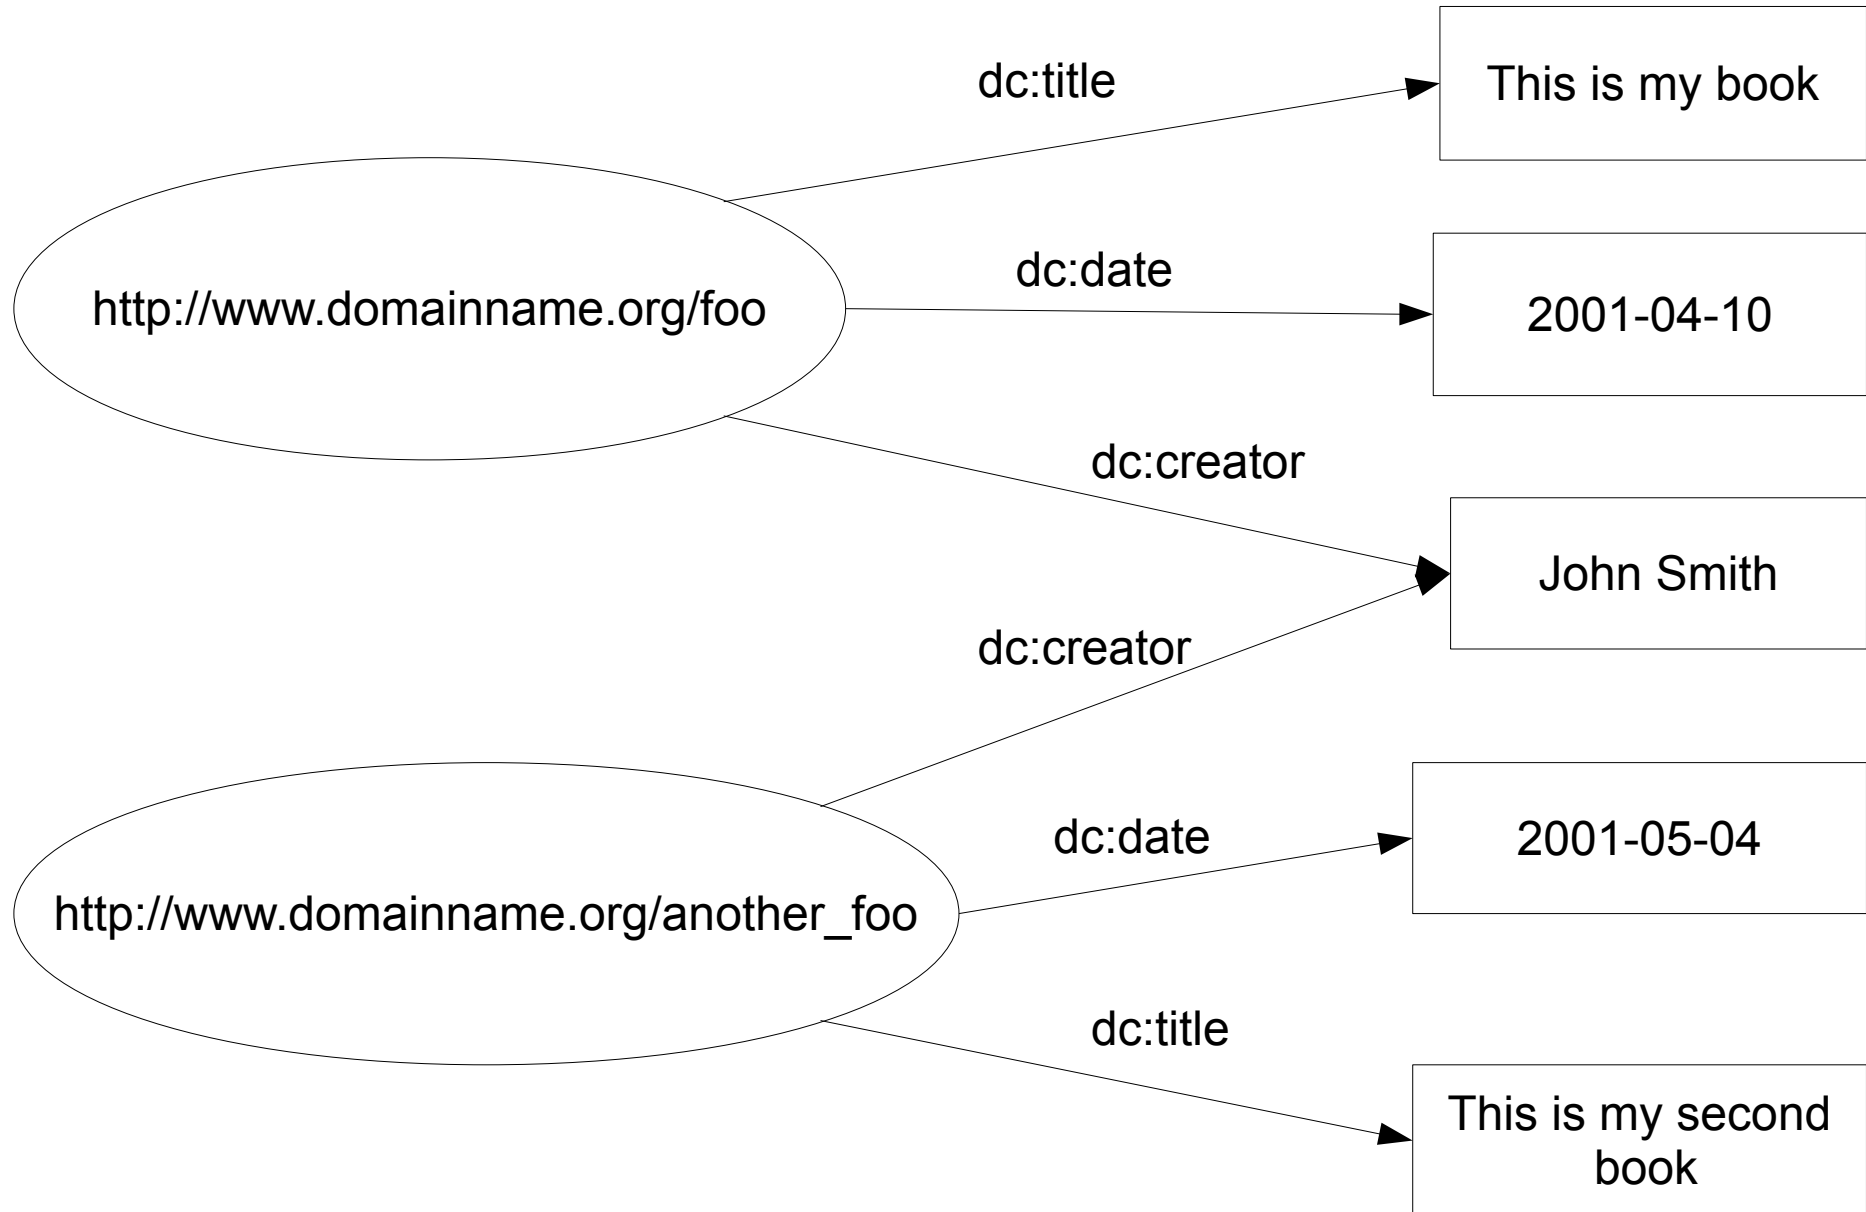 dc:title
This is my book
dc:date
http://www.domainname.org/foo
2001-04-10
dc:creator
John Smith
dc:creator
dc:date
2001-05-04
http://www.domainname.org/another_foo
dc:title
This is my second
book